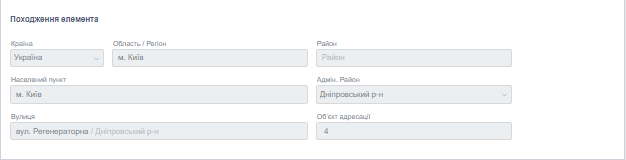 Походження елемента
Країна Область / Регіон Район
Україна м. Київ Район
Населений пункт Адмін. Район
м. Київ Дніпровський р-н
Вулиця Об'єкт адресації
вул. Регенераторна / Дніпровський р-н 4